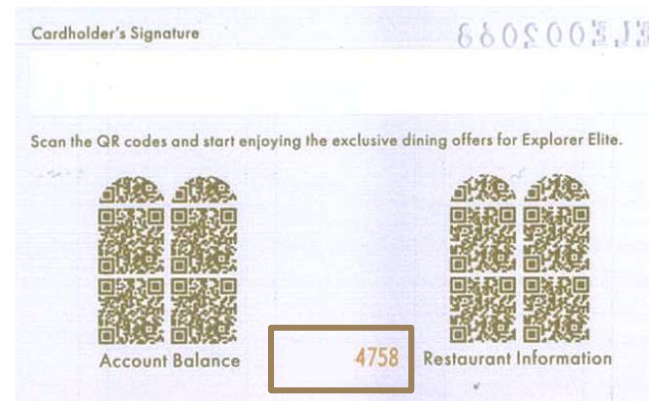 Cardholder's Signature
Scan the QR codes and start enjoying the exclusive dining offers for Explorer Elite.
Account Balance
4758
Restaurant Information